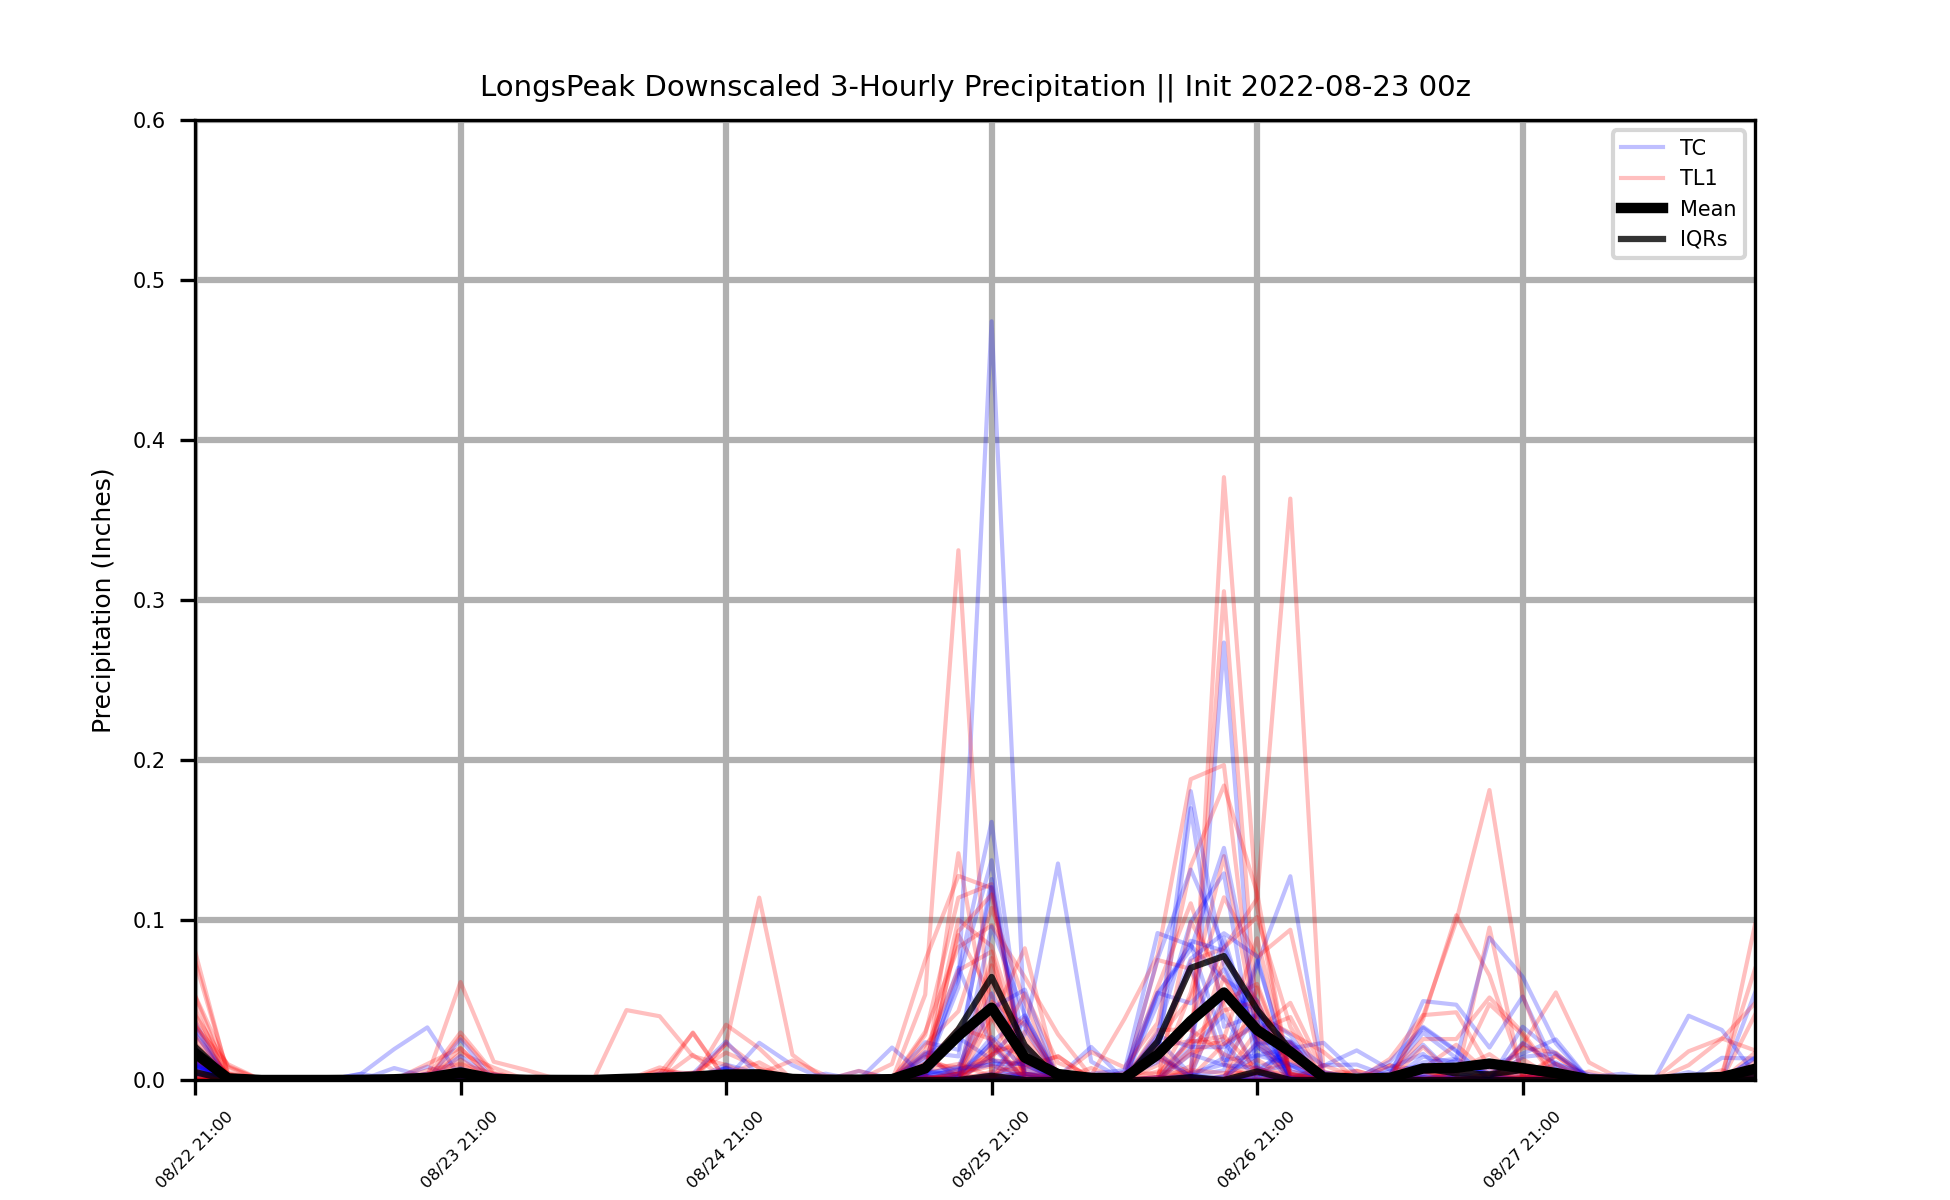 LongsPeak Downscaled 3-Hourly Precipitation || Init 2022-08-23 00z
TC
TL1
Mean
IQRs
Precipitation (Inches)
0.6
0.5
0.4
0.3
0.2
0.1
0.0
08/22 21:00
08/23 21:00
08/24 21:00
08/25 21:00
08/26 21:00
08/27 21:00